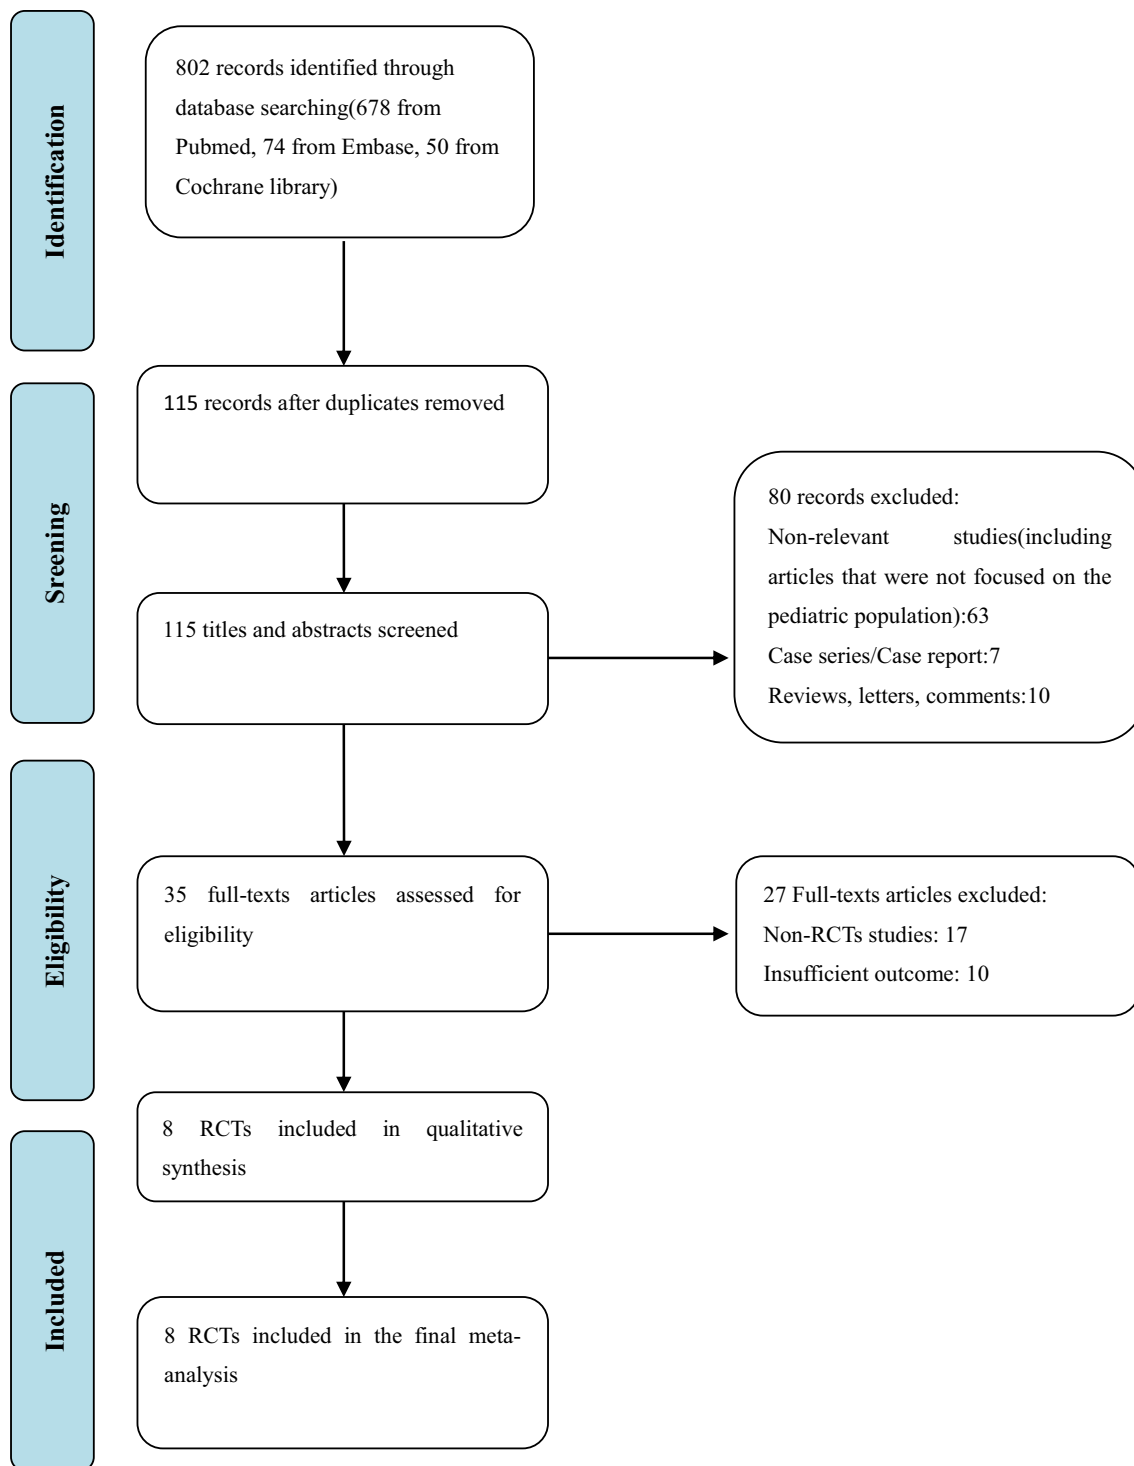 Identification
802 records identified through
database searching(678 from
Pubmed, 74 from Embase, 50 from
Cochrane library)
Sreening
115 records after duplicates removed
115 titles and abstracts screened
80 records excluded:
Non-relevant studies(including
articles that were not focused on the
pediatric population):63
Case series/Case report:7
Reviews, letters, comments:10
Eligibility
35 full-texts articles assessed for
eligibility
27 Full-texts articles excluded:
Non-RCTs studies: 17
Insufficient outcome: 10
8 RCTs included in qualitative
synthesis
Included
8 RCTs included in the final meta-
analysis